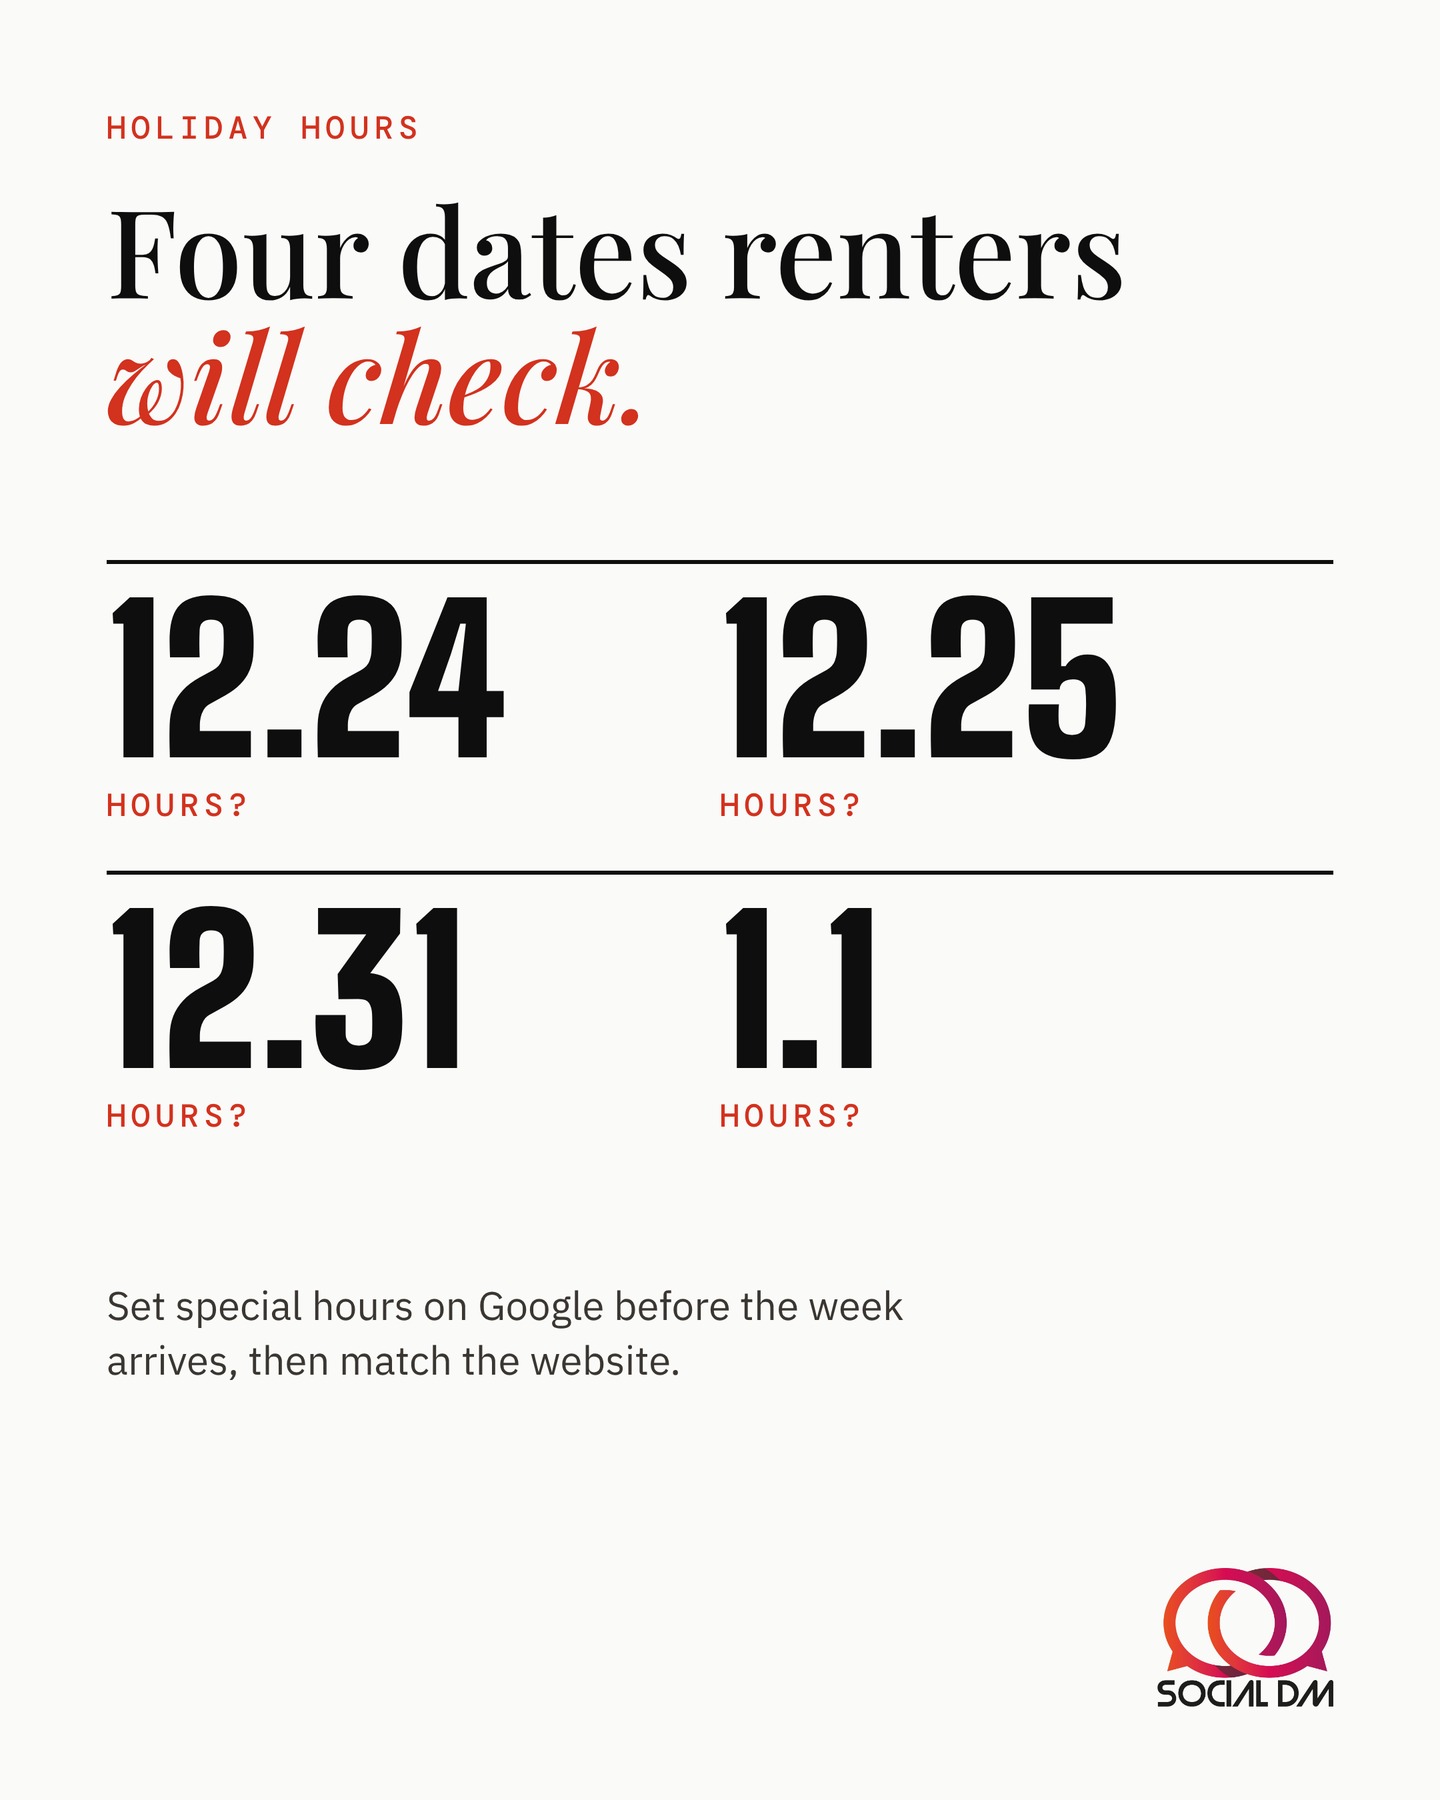 HOLIDAY HOURS
Four dates renters
will check.
12.24
HOURS?
12.25
HOURS?
12.31
HOURS?
1.1
HOURS?
Set special hours on Google before the week
arrives, then match the website.
SOCIAL DM